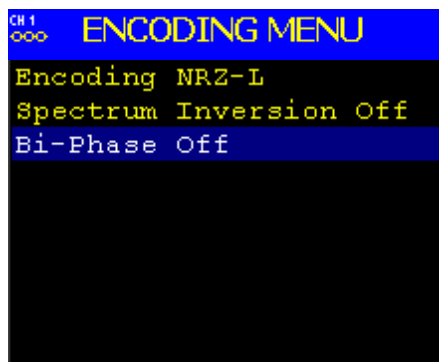 CH 1
ENCODING MENU
Encoding NRZ-L
Spectrum Inversion Off
Bi-Phase Off